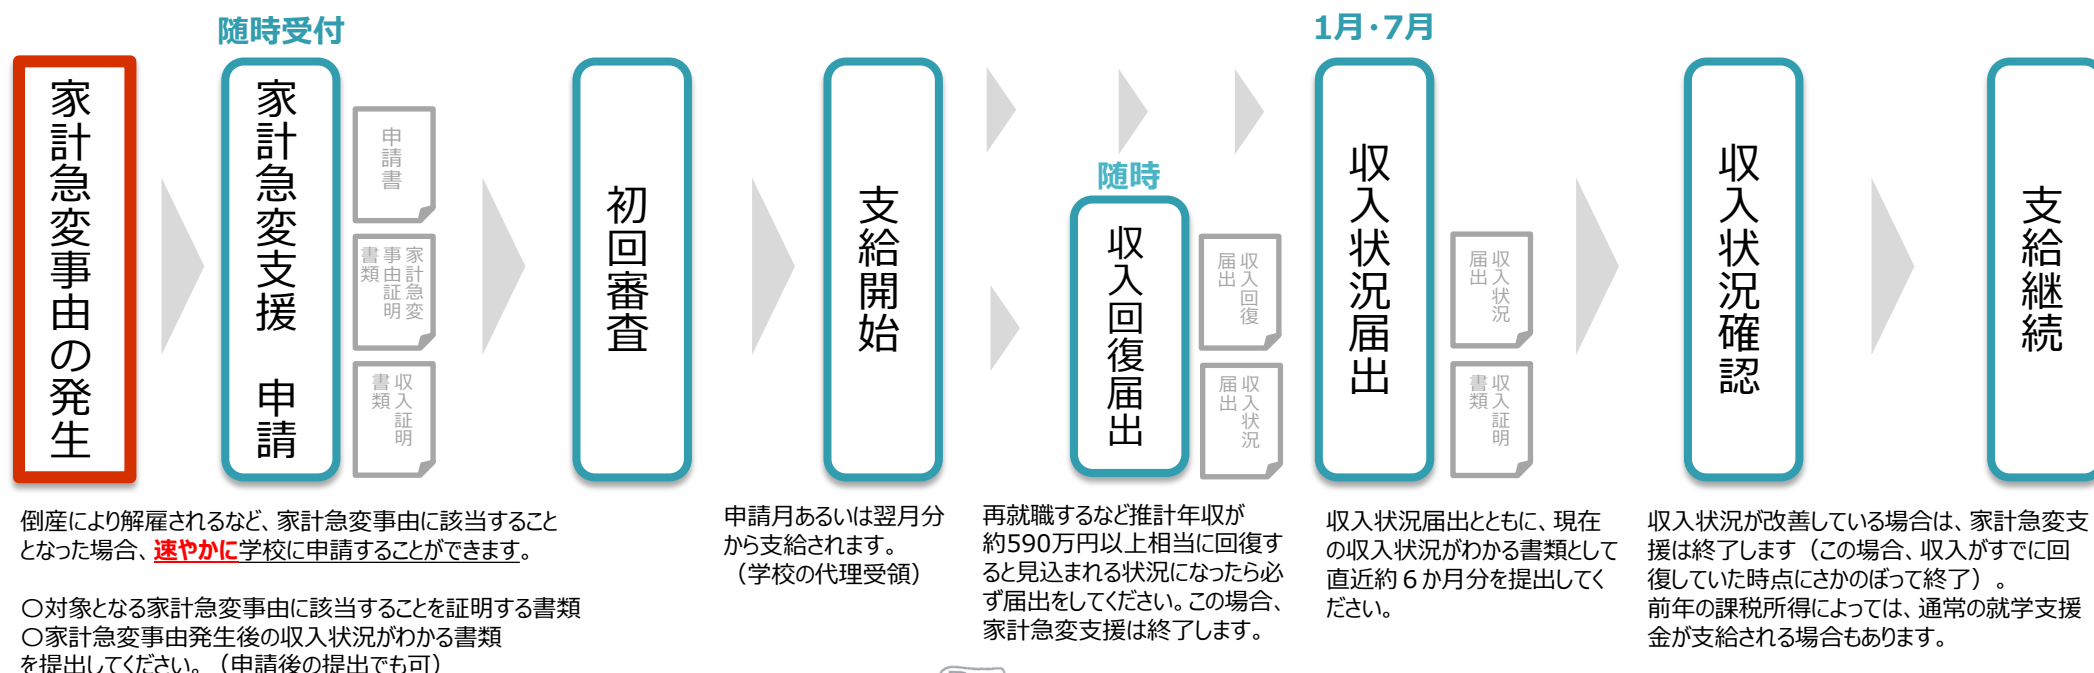 随時受付
家計急変事由の発生
家計急変支援　申請
申請書
家計急変
事由証明
書類
収入証明
書類
初回審査
支給開始
随時
収入回復届出
収入回復
届出
収入状況
届出
1月・7月
収入状況届出
収入状況
届出
収入証明
書類
収入状況確認
支給継続
倒産により解雇されるなど、家計急変事由に該当すること
となった場合、速やかに学校に申請することができます。
〇対象となる家計急変事由に該当することを証明する書類
〇家計急変事由発生後の収入状況がわかる書類
を提出してください。（申請後の提出でも可）
申請月あるいは翌月分
から支給されます。
（学校の代理受領）
再就職するなど推計年収が
約590万円以上相当に回復す
ると見込まれる状況になったら必
ず届出をしてください。この場合、
家計急変支援は終了します。
収入状況届出とともに、現在
の収入状況がわかる書類として
直近約６か月分を提出してく
ださい。
収入状況が改善している場合は、家計急変支
援は終了します（この場合、収入がすでに回
復していた時点にさかのぼって終了）。
前年の課税所得によっては、通常の就学支援
金が支給される場合もあります。